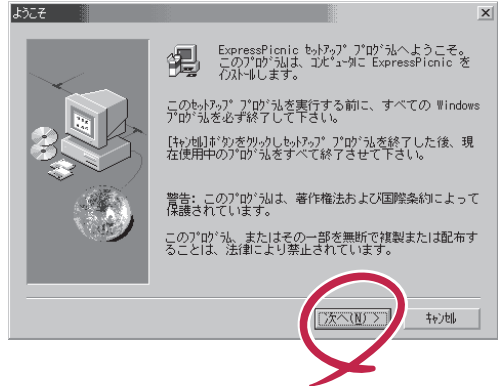 ようこそ
ExpressPicnic ｾｯﾄｱｯﾌﾟ ﾌﾟﾛｸﾞﾗﾑへようこそ。
このﾌﾟﾛｸﾞﾗﾑは、ｺﾝﾋﾟｭｰﾀに ExpressPicnic を
ｲﾝｽﾄｰﾙします。
このｾｯﾄｱｯﾌﾟ ﾌﾟﾛｸﾞﾗﾑを実行する前に、すべての Windows
ﾌﾟﾛｸﾞﾗﾑを必ず終了して下さい。
[ｷｬﾝｾﾙ]ﾎﾞﾀﾝをｸﾘｯｸしｾｯﾄｱｯﾌﾟ ﾌﾟﾛｸﾞﾗﾑを終了した後、現
在使用中のﾌﾟﾛｸﾞﾗﾑをすべて終了させて下さい。
警告: このﾌﾟﾛｸﾞﾗﾑは、著作権法および国際条約によって
保護されています。
このﾌﾟﾛｸﾞﾗﾑ、またはその一部を無断で複製または配布す
ることは、法律により禁止されています。
次へ(N) >
ｷｬﾝｾﾙ